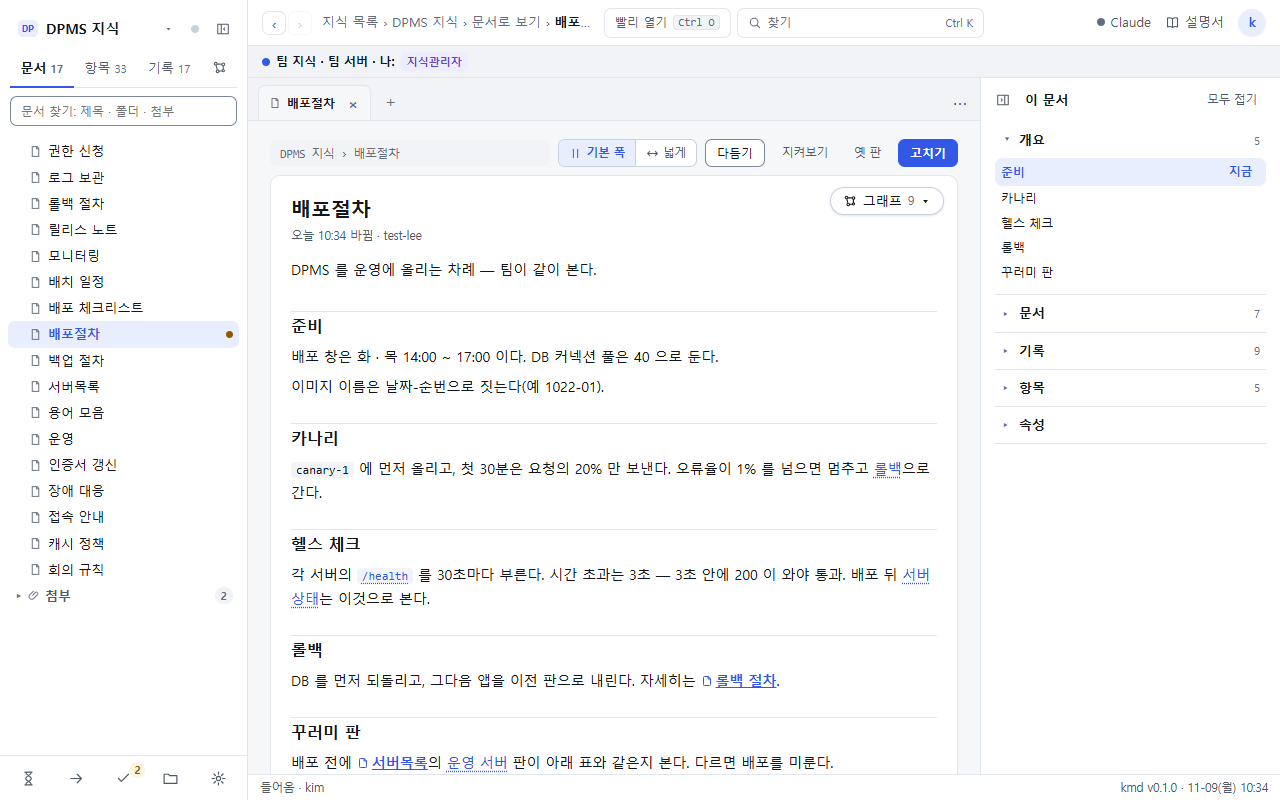 DP DPMS 지식
문서 17 항목 33 기록 17
문서 찾기: 제목 · 폴더 · 첨부
권한 신청
로그 보관
롤백 절차
릴리스 노트
모니터링
배치 일정
배포 체크리스트
배포절차
백업 절차
서버목록
용어 모음
운영
인증서 갱신
장애 대응
접속 안내
캐시 정책
회의 규칙
첨부 2
2
지식 목록 › DPMS 지식 › 문서로 보기 › 배포...
빨리 열기 Ctrl O
찾기 Ctrl K
Claude
설명서
k
팀 지식 · 팀 서버 · 나: 지식관리자
배포절차 × +
DPMS 지식 › 배포절차
기본 폭 넓게 다듬기 지켜보기 옛 판 고치기
그래프 9
배포절차
오늘 10:34 바뀜 · test-lee
DPMS 를 운영에 올리는 차례 — 팀이 같이 본다.
준비
배포 창은 화 · 목 14:00 ~ 17:00 이다. DB 커넥션 풀은 40 으로 둔다.
이미지 이름은 날짜-순번으로 짓는다(예 1022-01).
카나리
canary-1 에 먼저 올리고, 첫 30분은 요청의 20% 만 보낸다. 오류율이 1% 를 넘으면 멈추고 롤백으로
간다.
헬스 체크
각 서버의 /health 를 30초마다 부른다. 시간 초과는 3초 — 3초 안에 200 이 와야 통과. 배포 뒤 서버
상태는 이것으로 본다.
롤백
DB 를 먼저 되돌리고, 그다음 앱을 이전 판으로 내린다. 자세히는 롤백 절차.
꾸러미 판
배포 전에 서버목록의 운영 서버 판이 아래 표와 같은지 본다. 다르면 배포를 미룬다.
이 문서 모두 접기
개요 5
준비 지금
카나리
헬스 체크
롤백
꾸러미 판
문서 7
기록 9
항목 5
속성
들어옴 · kim
kmd v0.1.0 · 11-09(월) 10:34